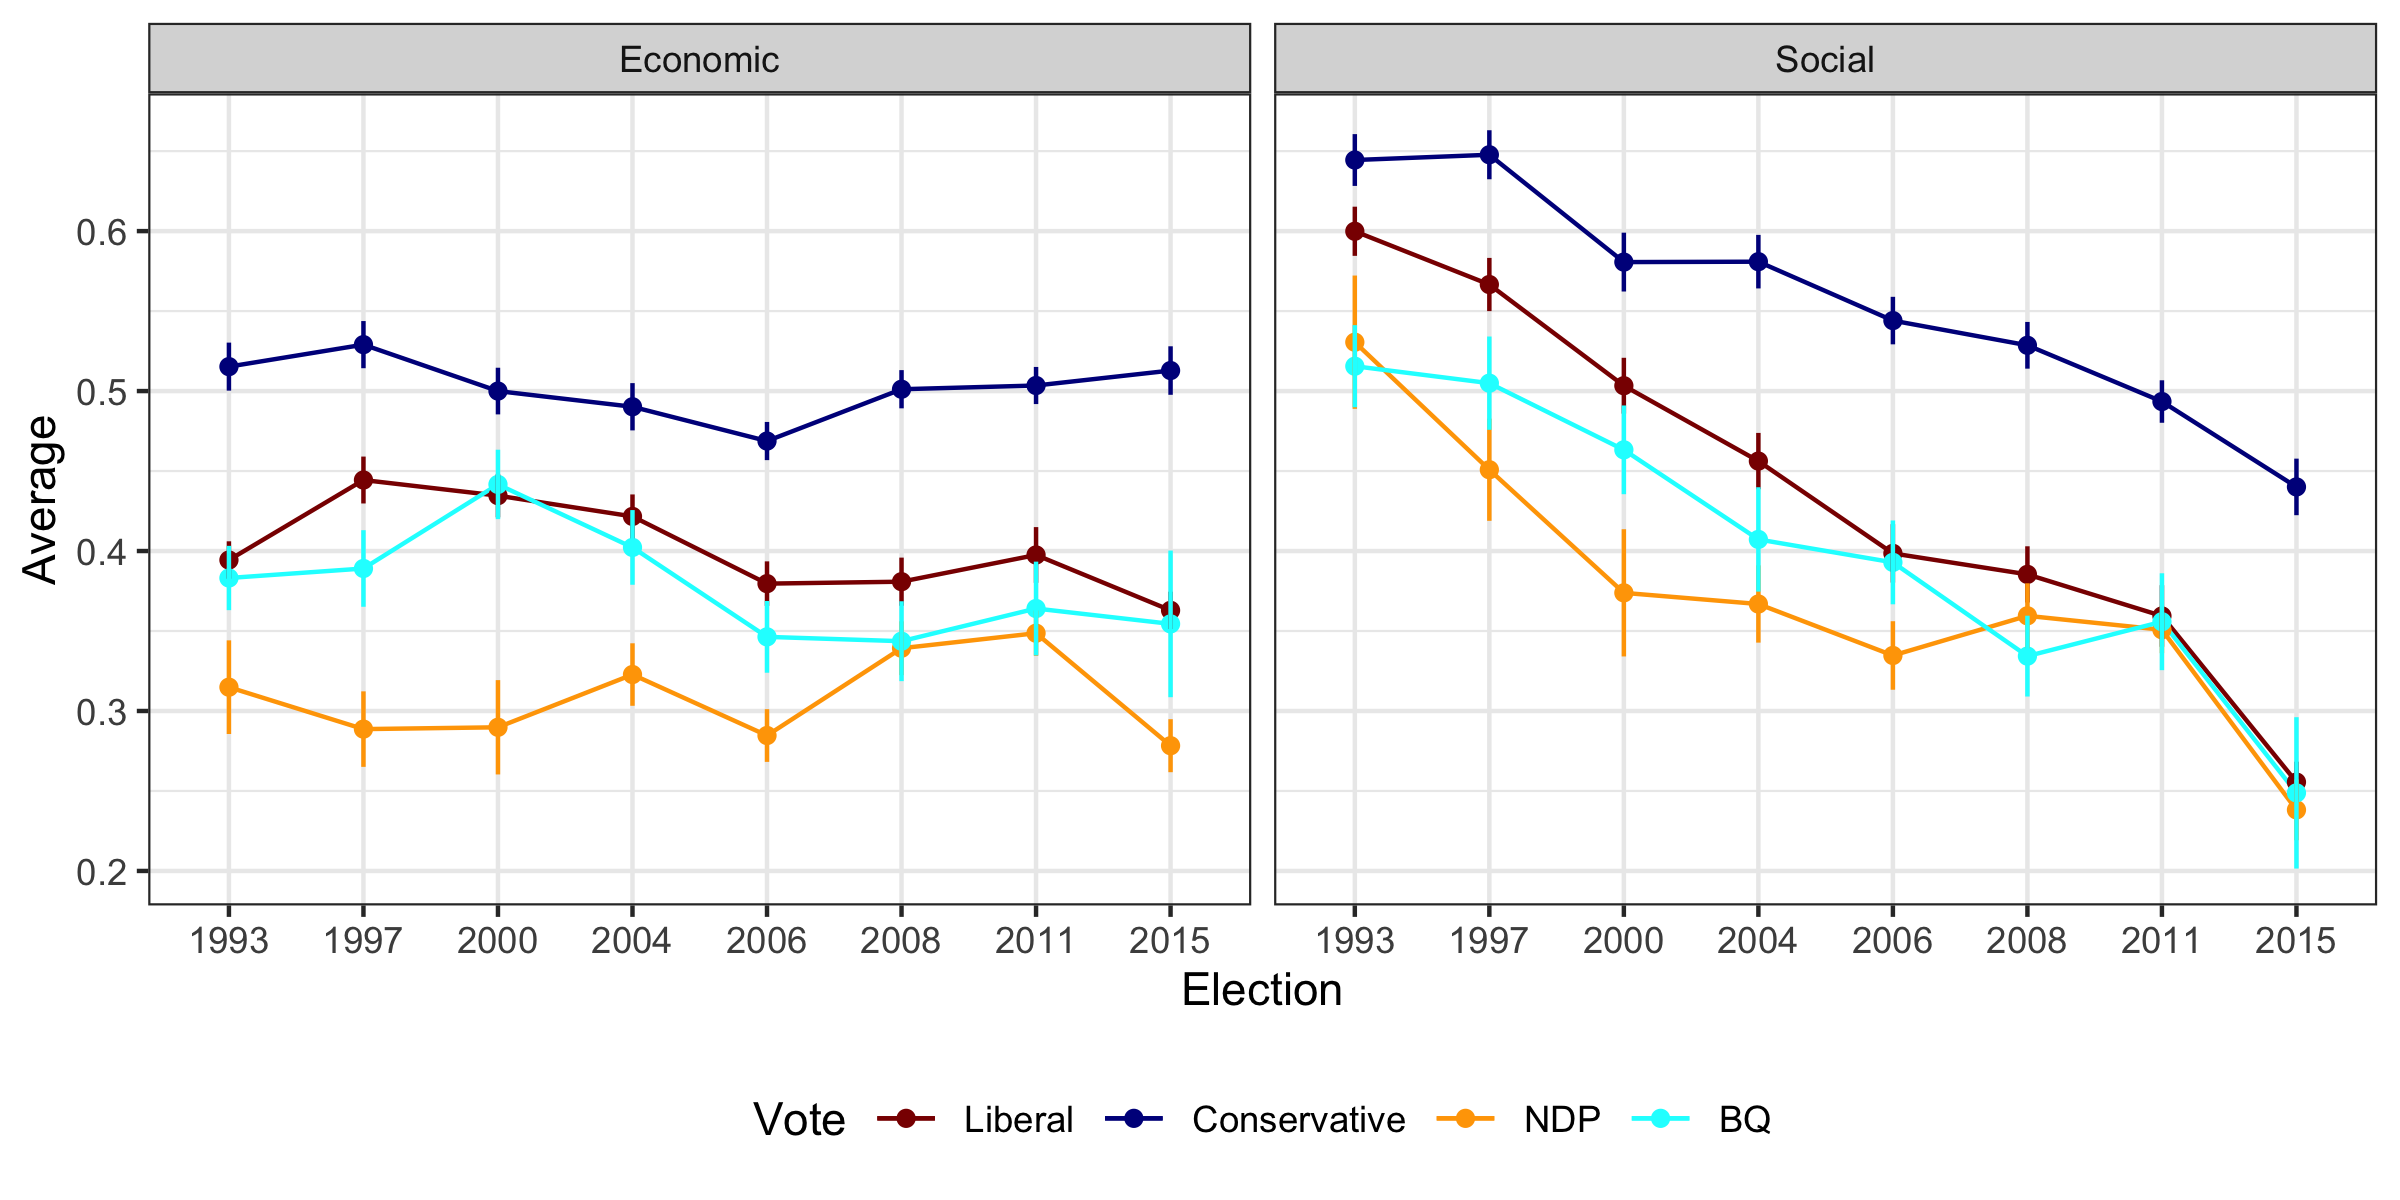 Economic Social
0.6
0.5
0.4
0.3
0.2
Average
1993 1997 2000 2004 2006 2008 2011 2015 1993 1997 2000 2004 2006 2008 2011 2015
Election
Vote Liberal Conservative NDP BQ